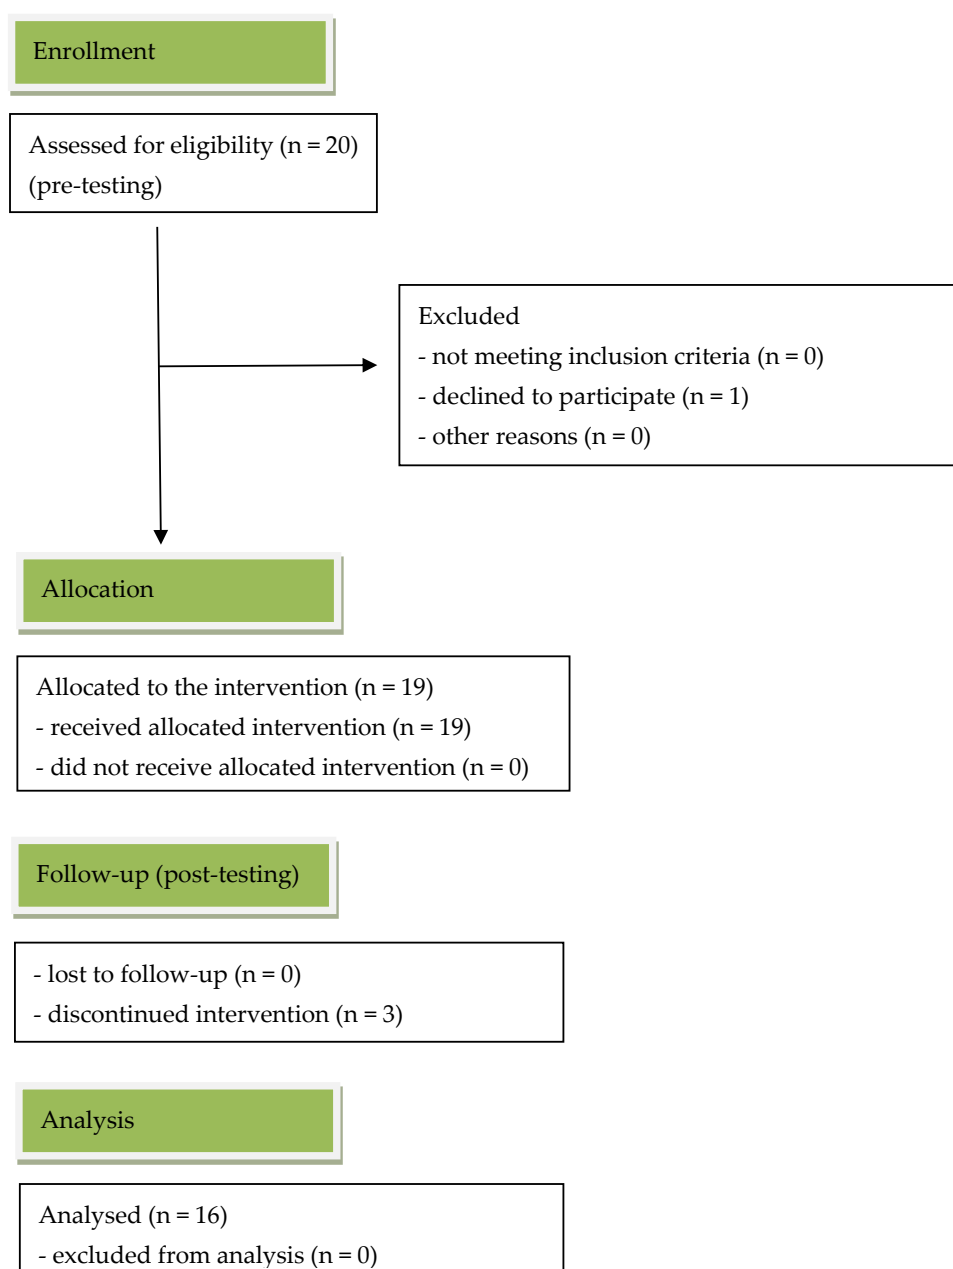 Enrollment
Assessed for eligibility (n = 20)
(pre-testing)
Excluded
- not meeting inclusion criteria (n = 0)
- declined to participate (n = 1)
- other reasons (n = 0)
Allocation
Allocated to the intervention (n = 19)
- received allocated intervention (n = 19)
- did not receive allocated intervention (n = 0)
Follow-up (post-testing)
- lost to follow-up (n = 0)
- discontinued intervention (n = 3)
Analysis
Analysed (n = 16)
- excluded from analysis (n = 0)